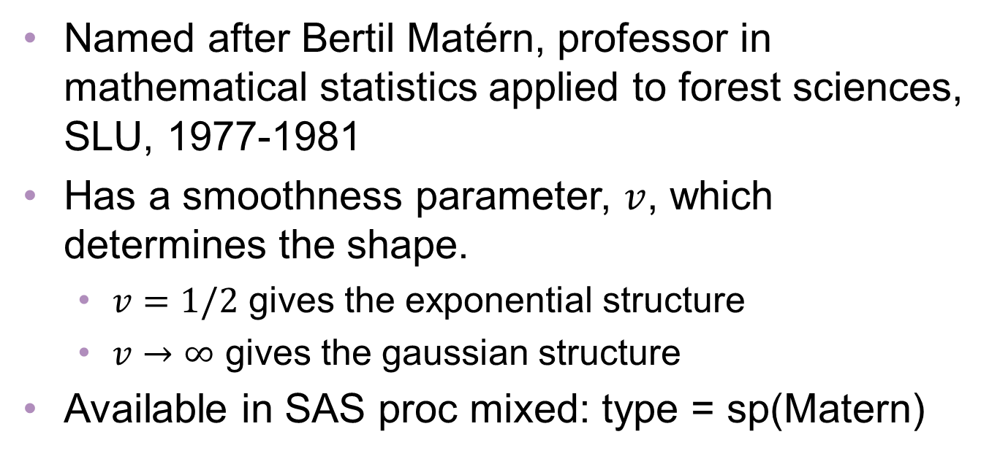 • Named after Bertil Matérn, professor in
mathematical statistics applied to forest sciences,
SLU, 1977-1981
• Has a smoothness parameter, 𝑣, which
determines the shape.
• 𝑣 = 1/2 gives the exponential structure
• 𝑣 → ∞ gives the gaussian structure
• Available in SAS proc mixed: type = sp(Matern)